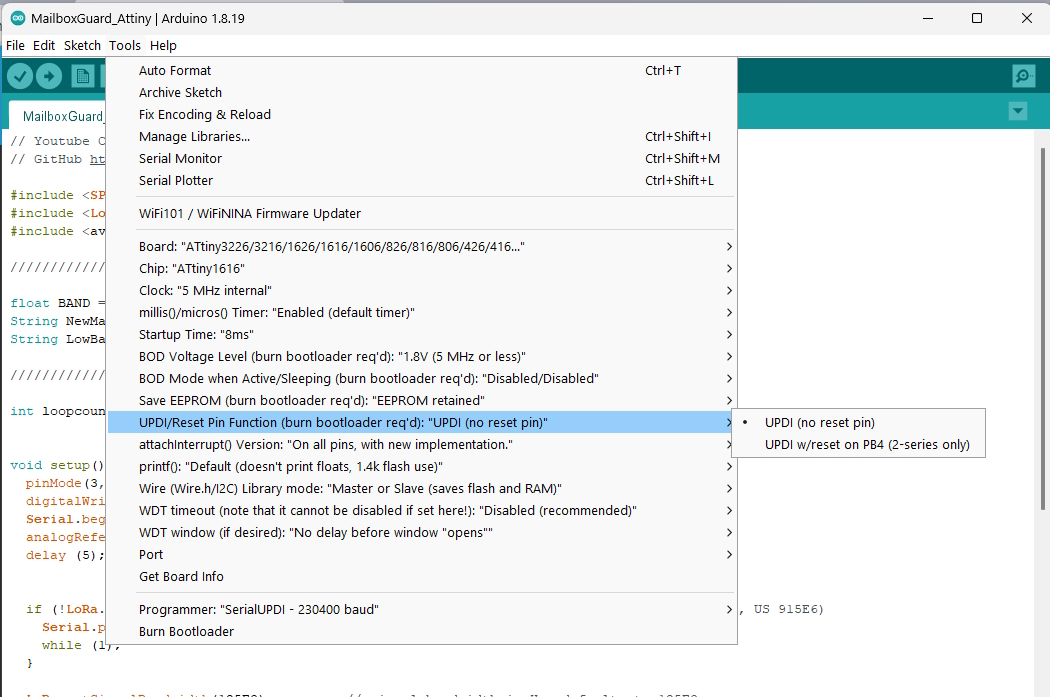 MailboxGuard_Attiny | Arduino 1.8.19
File Edit Sketch Tools Help
MailboxGuard_
// Youtube C
// GitHub ht
#include <SP
#include <Lo
#include <av
////////////
float BAND =
String NewMa
String LowBa
////////////
int loopcoun
void setup()
pinMode(3,
digitalWri
Serial.beg
analogRefe
delay (5);
if (!LoRa.
Serial.p
while (1);
}
Auto Format Ctrl+T
Archive Sketch
Fix Encoding & Reload
Manage Libraries... Ctrl+Shift+I
Serial Monitor Ctrl+Shift+M
Serial Plotter Ctrl+Shift+L
WiFi101 / WiFiNINA Firmware Updater
Board: "ATtiny3226/3216/1626/1616/1606/826/816/806/426/416..."
Chip: "ATtiny1616"
Clock: "5 MHz internal"
millis()/micros() Timer: "Enabled (default timer)"
Startup Time: "8ms"
BOD Voltage Level (burn bootloader req'd): "1.8V (5 MHz or less)"
BOD Mode when Active/Sleeping (burn bootloader req'd): "Disabled/Disabled"
Save EEPROM (burn bootloader req'd): "EEPROM retained"
UPDI/Reset Pin Function (burn bootloader req'd): "UPDI (no reset pin)"
attachInterrupt() Version: "On all pins, with new implementation."
printf(): "Default (doesn't print floats, 1.4k flash use)"
Wire (Wire.h/I2C) Library mode: "Master or Slave (saves flash and RAM)"
WDT timeout (note that it cannot be disabled if set here!): "Disabled (recommended)"
WDT window (if desired): "No delay before window "opens""
Port
Get Board Info
Programmer: "SerialUPDI - 230400 baud"
Burn Bootloader
UPDI (no reset pin)
UPDI w/reset on PB4 (2-series only)
, US 915E6)